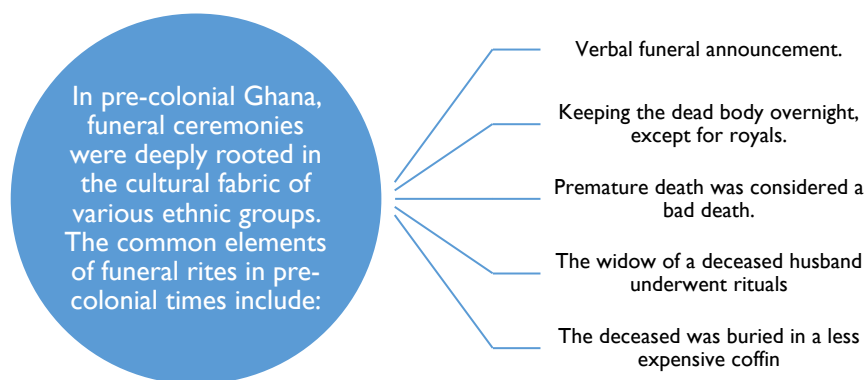 In pre-colonial Ghana,
funeral ceremonies
were deeply rooted in
the cultural fabric of
various ethnic groups.
The common elements
of funeral rites in pre-
colonial times include:
Verbal funeral announcement.
Keeping the dead body overnight,
except for royals.
Premature death was considered a
bad death.
The widow of a deceased husband
underwent rituals
The deceased was buried in a less
expensive coffin